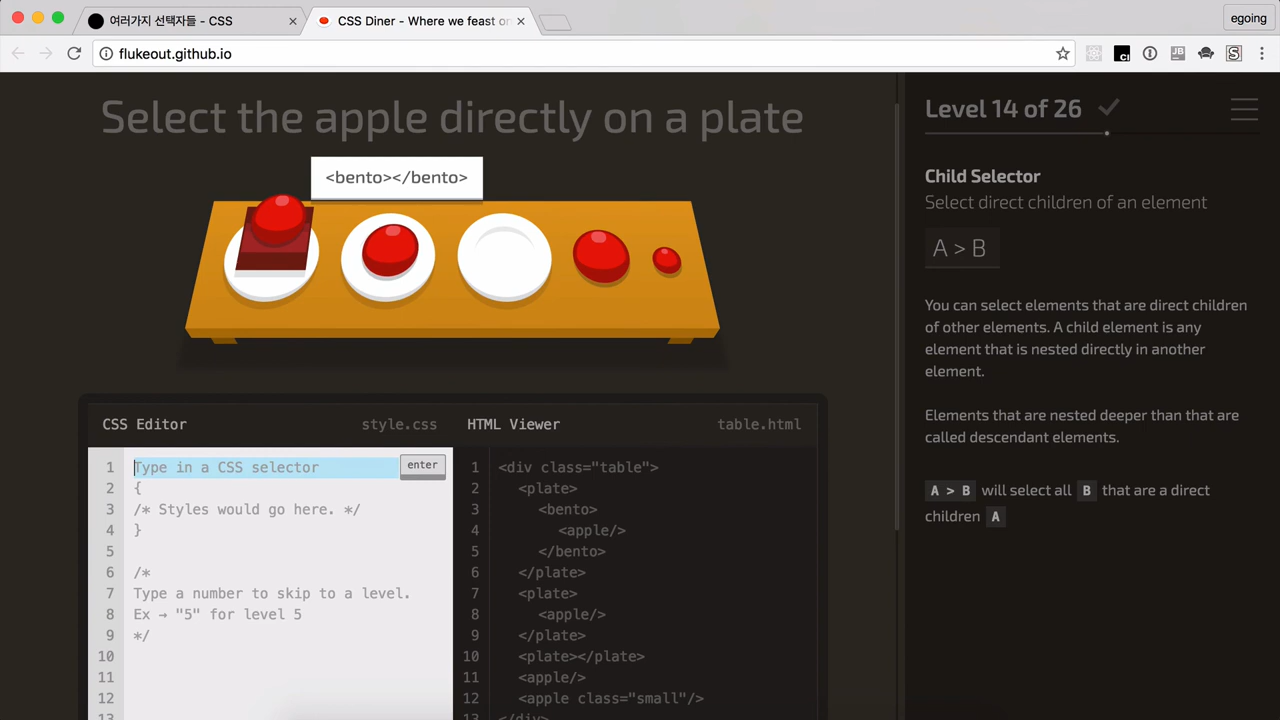 여러가지 선택자들 - CSS
CSS Diner - Where we feast on
egoing
flukeout.github.io
Select the apple directly on a plate
<bento></bento>
Level 14 of 26
Child Selector
Select direct children of an element
A > B
You can select elements that are direct children
of other elements. A child element is any
element that is nested directly in another
element.
Elements that are nested deeper than that are
called descendant elements.
A > B will select all B that are a direct
children A
CSS Editor style.css
1 Type in a CSS selector enter
2 {
3 /* Styles would go here. */
4 }
5
6 /*
7 Type a number to skip to a level.
8 Ex → "5" for level 5
9 */
10
11
12
13
HTML Viewer table.html
1 <div class="table">
2 <plate>
3 <bento>
4 <apple/>
5 </bento>
6 </plate>
7 <plate>
8 <apple/>
9 </plate>
10 <plate></plate>
11 <apple/>
12 <apple class="small"/>
13 </div>